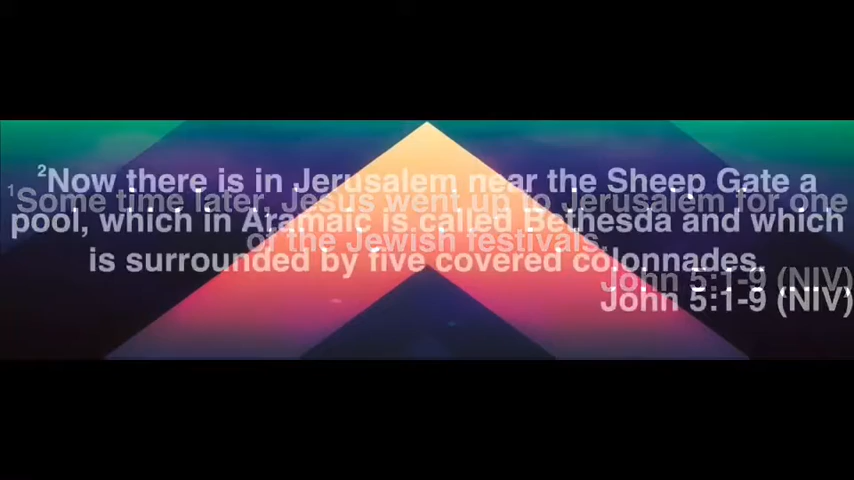 ¹Some time later, Jesus went up to Jerusalem for one
of the Jewish festivals.
John 5:1-9 (NIV)
²Now there is in Jerusalem near the Sheep Gate a
pool, which in Aramaic is called Bethesda and which
is surrounded by five covered colonnades.
John 5:1-9 (NIV)